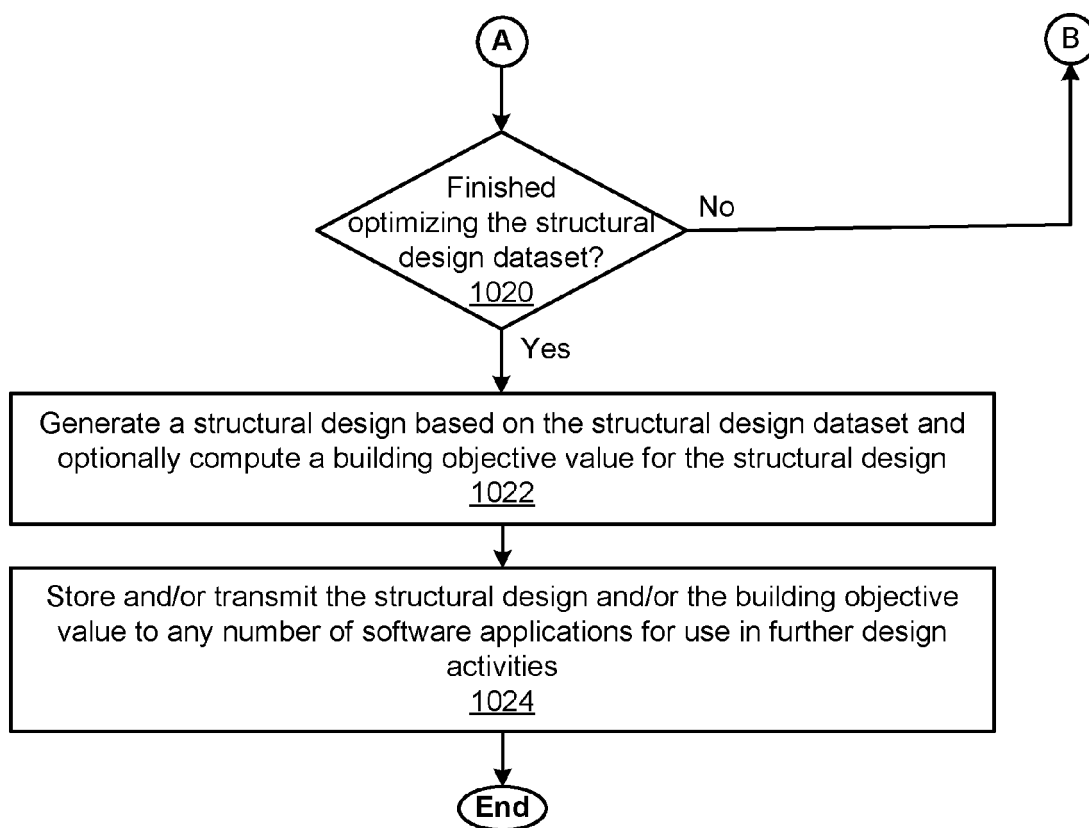 A
B
Finished
optimizing the structural
design dataset?
1020
No
Yes
Generate a structural design based on the structural design dataset and
optionally compute a building objective value for the structural design
1022
Store and/or transmit the structural design and/or the building objective
value to any number of software applications for use in further design
activities
1024
End